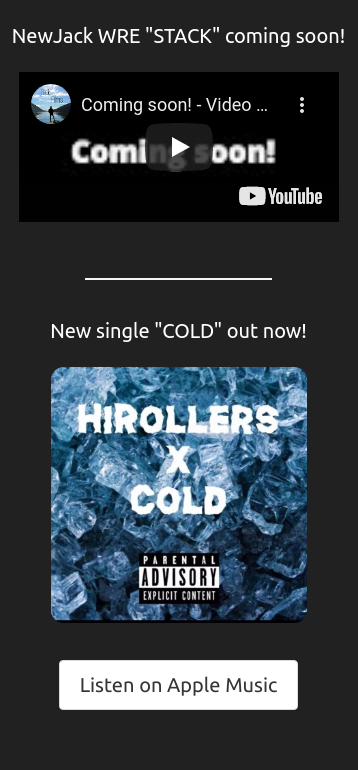 NewJack WRE "STACK" coming soon!
Coming soon! - Video ...
Coming soon!
YouTube
New single "COLD" out now!
HIROLLERS
X
COLD
PARENTAL
ADVISORY
EXPLICIT CONTENT
Listen on Apple Music